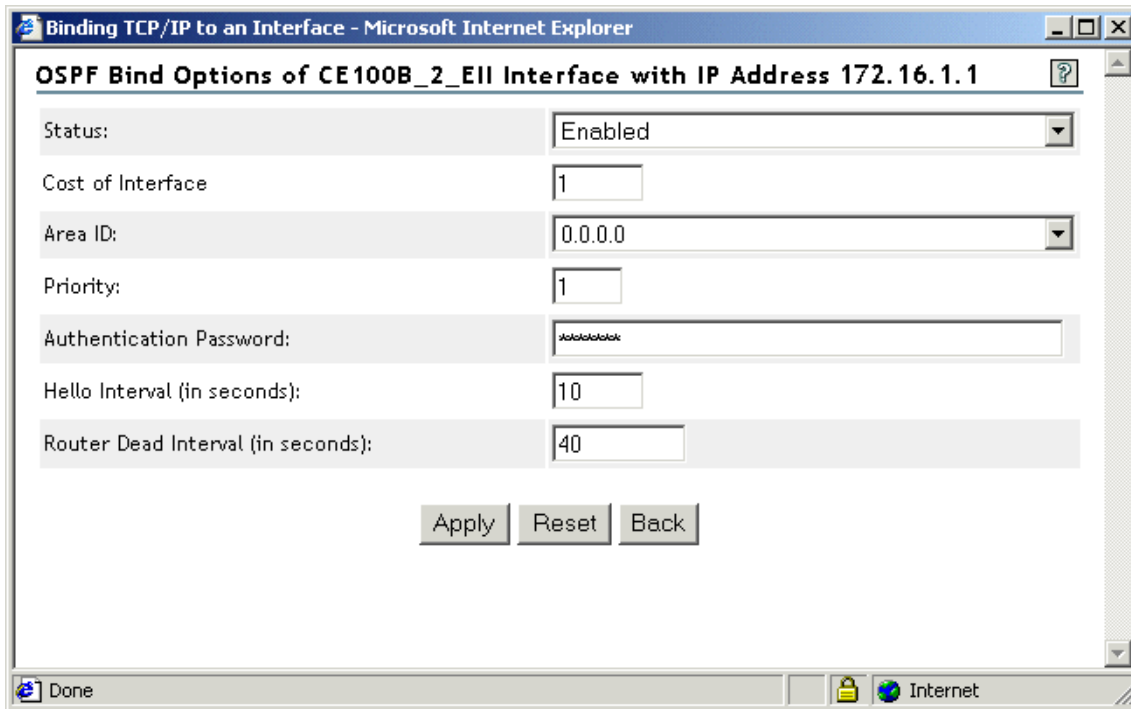 Binding TCP/IP to an Interface - Microsoft Internet Explorer
OSPF Bind Options of CE100B_2_EII Interface with IP Address 172.16.1.1 ?
Status: Enabled
Cost of Interface 1
Area ID: 0.0.0.0
Priority: 1
Authentication Password: ********
Hello Interval (in seconds): 10
Router Dead Interval (in seconds): 40
Apply Reset Back
Done Internet